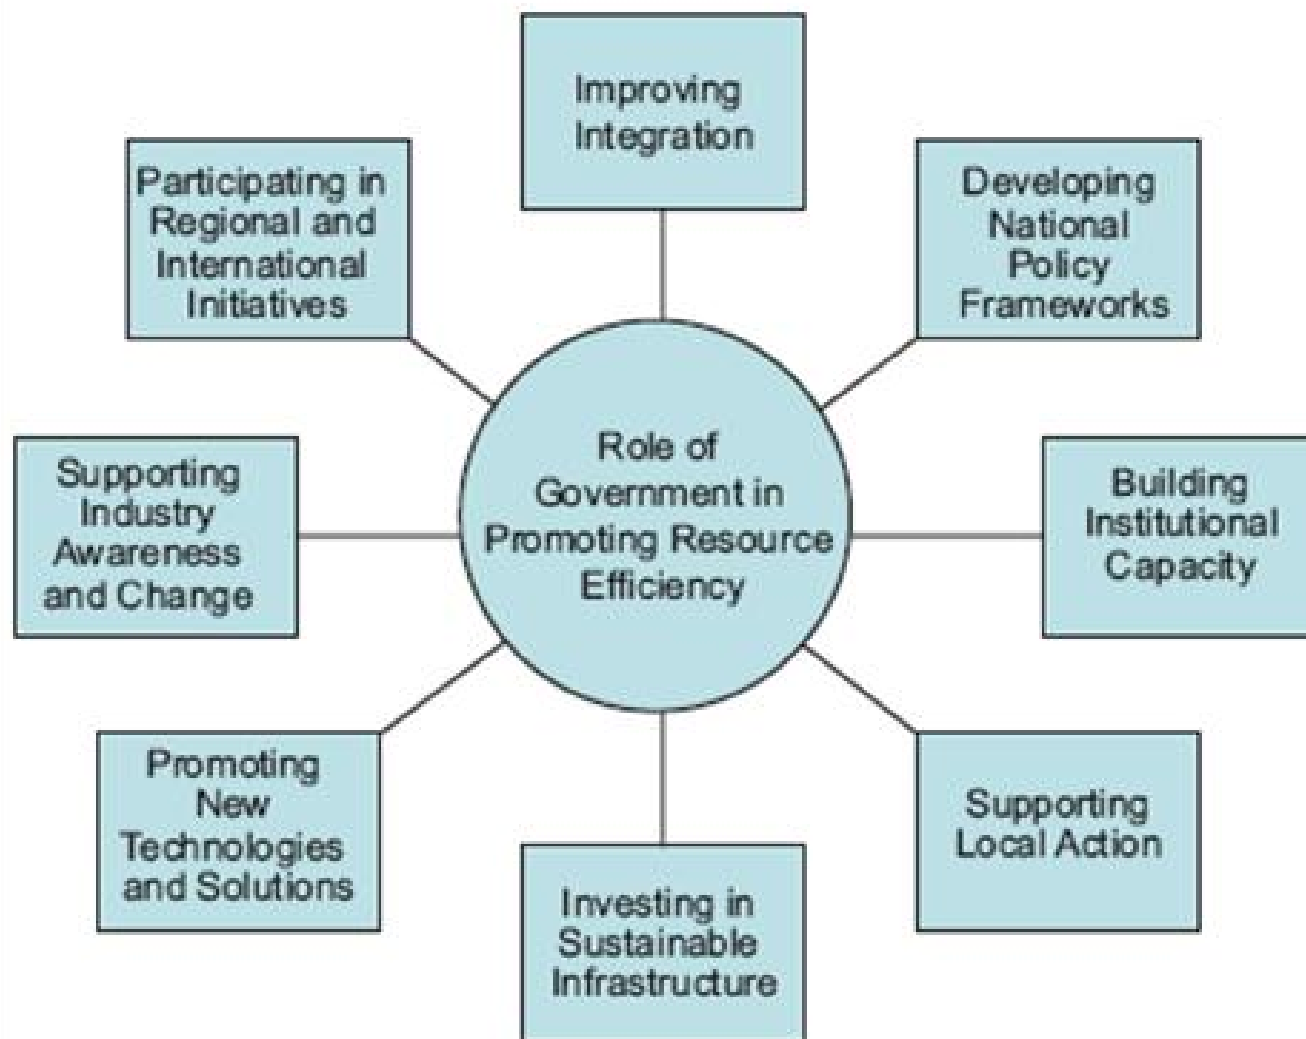 Improving
Integration
Developing
National
Policy
Frameworks
Building
Institutional
Capacity
Supporting
Local Action
Investing in
Sustainable
Infrastructure
Promoting
New
Technologies
and Solutions
Supporting
Industry
Awareness
and Change
Participating in
Regional and
International
Initiatives
Role of
Government in
Promoting Resource
Efficiency